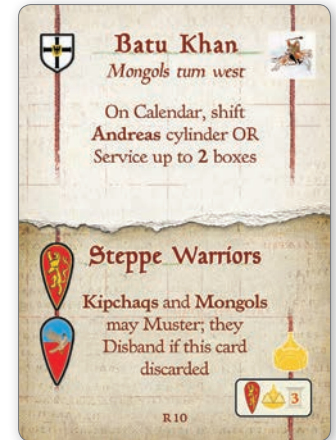 Batu Khan
Mongols turn west
On Calendar, shift
Andreas cylinder OR
Service up to 2 boxes
Steppe Warriors
Kipchaqs and Mongols
may Muster; they
Disband if this card
discarded
3
R10